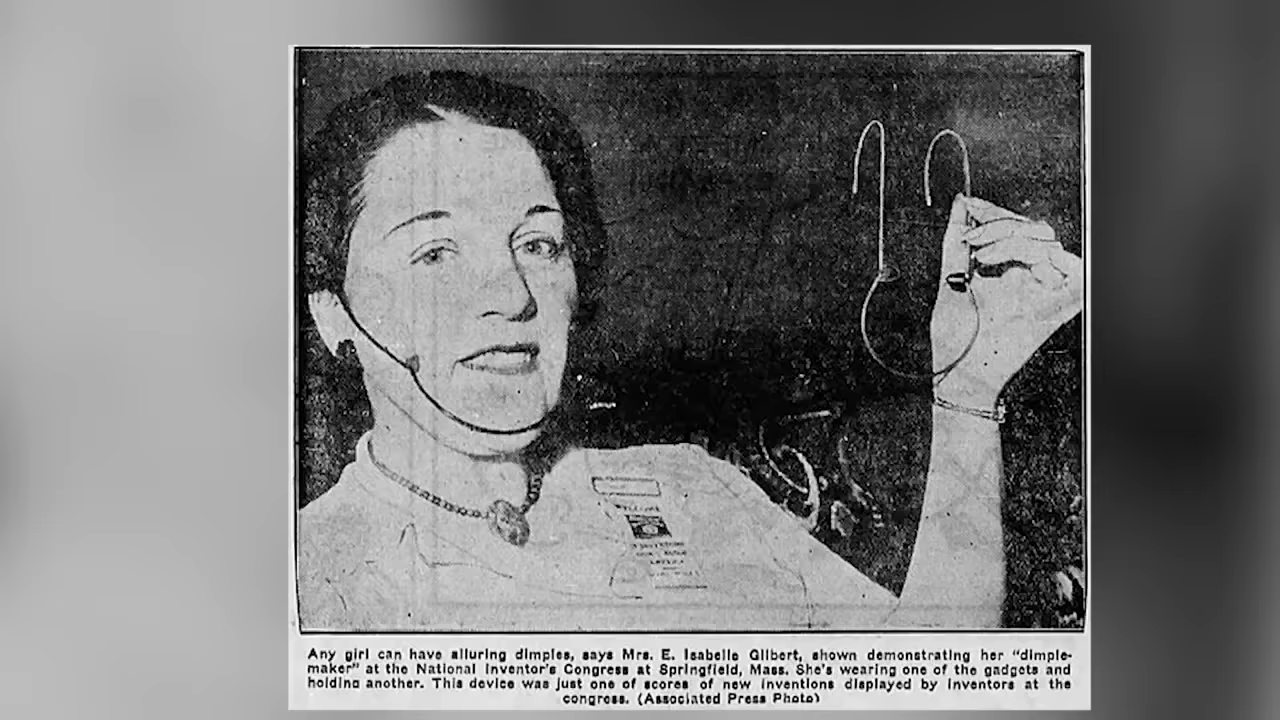 Any girl can have alluring dimples, says Mrs. E. Isabelle Gilbert, shown demonstrating her "dimple-
maker" at the National Inventor's Congress at Springfield, Mass. She's wearing one of the gadgets and
holding another. This device was just one of scores of new inventions displayed by inventors at the
congress. (Associated Press Photo)